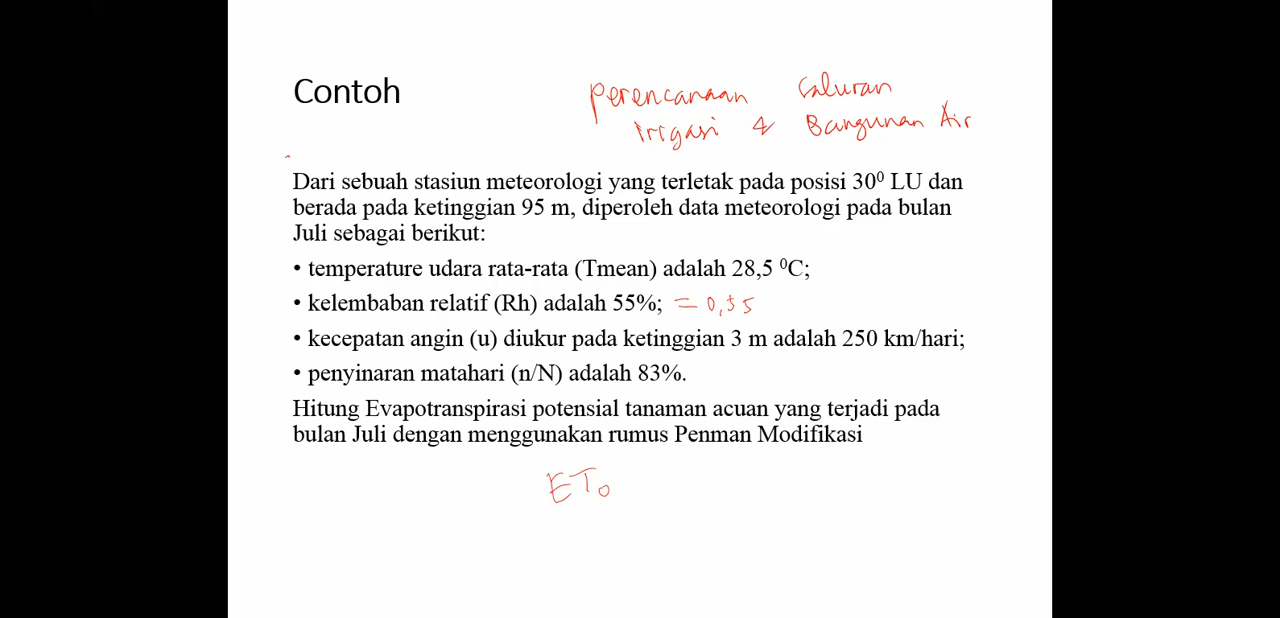 Contoh
Perencanaan Saluran
Irigasi & Bangunan Air
Dari sebuah stasiun meteorologi yang terletak pada posisi 30⁰ LU dan
berada pada ketinggian 95 m, diperoleh data meteorologi pada bulan
Juli sebagai berikut:
• temperature udara rata-rata (Tmean) adalah 28,5 ⁰C;
• kelembaban relatif (Rh) adalah 55%; = 0,55
• kecepatan angin (u) diukur pada ketinggian 3 m adalah 250 km/hari;
• penyinaran matahari (n/N) adalah 83%.
Hitung Evapotranspirasi potensial tanaman acuan yang terjadi pada
bulan Juli dengan menggunakan rumus Penman Modifikasi
ET₀